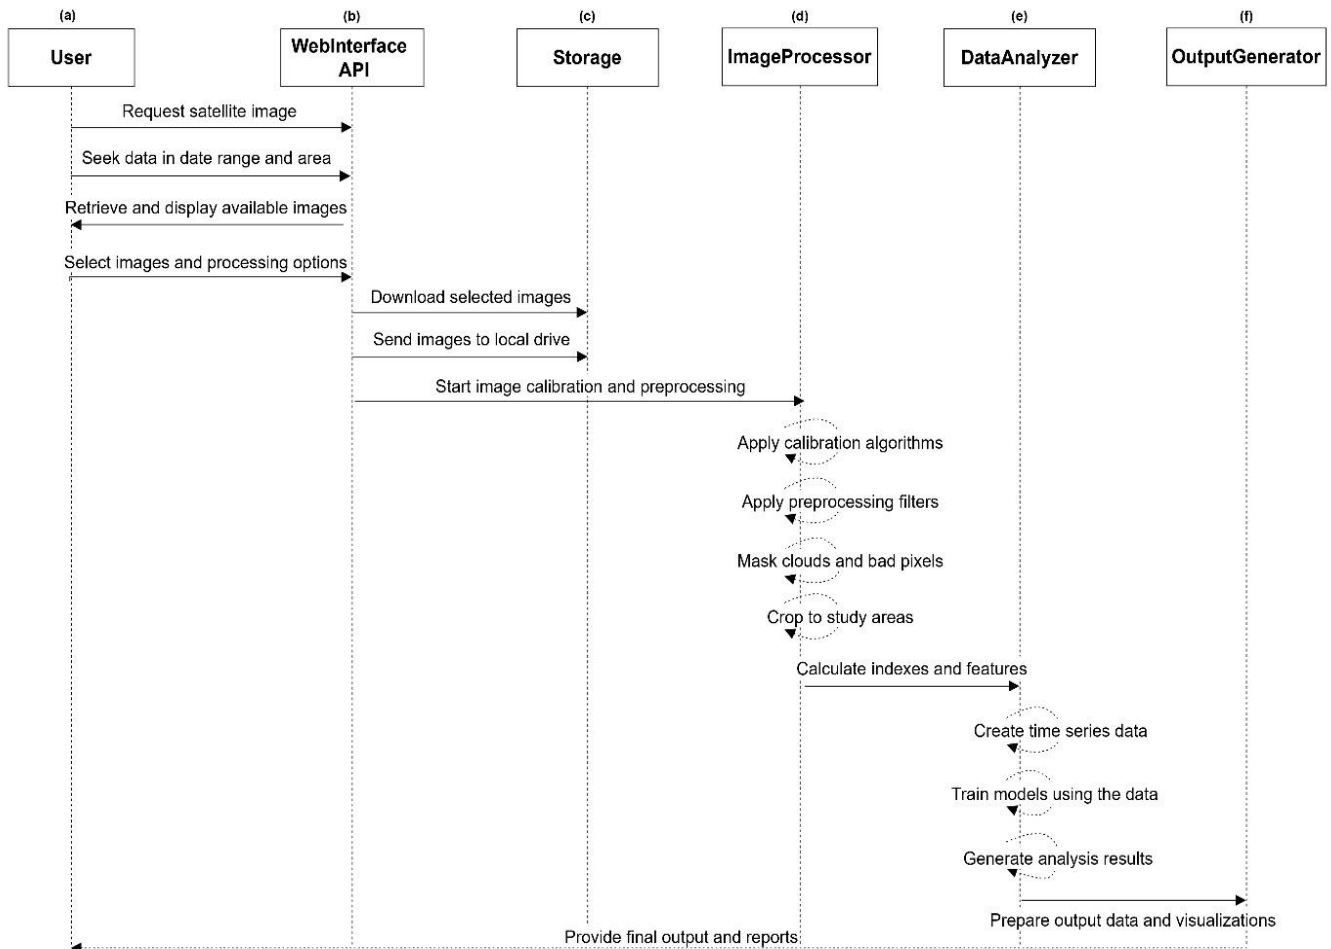 (a)
(b)
(c)
(d)
(e)
(f)
User
WebInterface
API
Storage
ImageProcessor
DataAnalyzer
OutputGenerator
Request satellite image
Seek data in date range and area
Retrieve and display available images
Select images and processing options
Download selected images
Send images to local drive
Start image calibration and preprocessing
Apply calibration algorithms
Apply preprocessing filters
Mask clouds and bad pixels
Crop to study areas
Calculate indexes and features
Create time series data
Train models using the data
Generate analysis results
Prepare output data and visualizations
Provide final output and reports